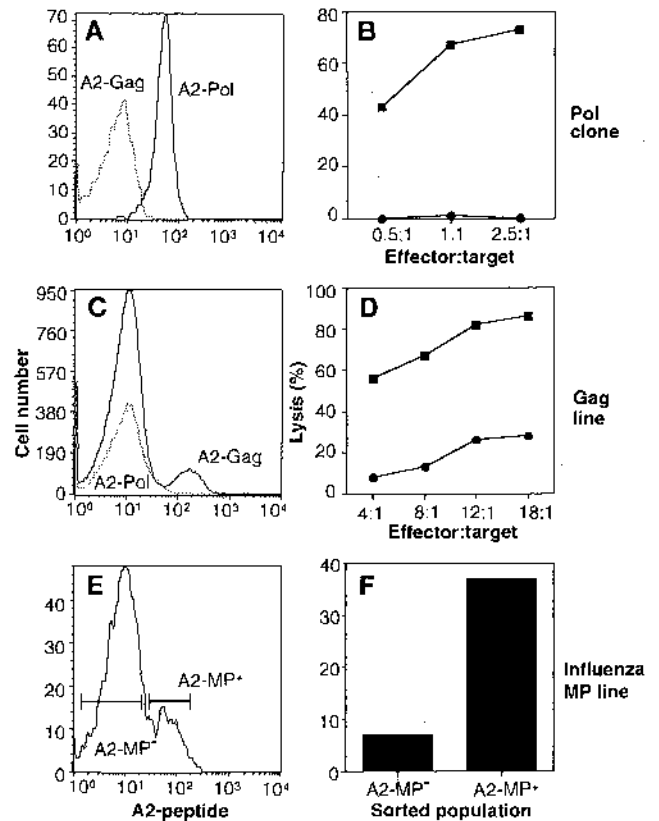 A
70
60
50
40
30
20
10
0
A2-Gag
A2-Pol
10⁰ 10¹ 10² 10³ 10⁴
B
80
60
40
20
0
0.5:1 1:1 2.5:1
Effector:target
Pol
clone
C
950
760
570
380
190
0
Cell number
A2-Pol
A2-Gag
10⁰ 10¹ 10² 10³ 10⁴
D
100
80
60
40
20
0
Lysis (%)
4:1 8:1 12:1 18:1
Effector:target
Gag
line
E
40
30
20
10
0
A2-MP⁺
A2-MP⁻
10⁰ 10¹ 10² 10³ 10⁴
A2-peptide
F
40
30
20
10
0
A2-MP⁻ A2-MP⁺
Sorted population
Influenza
MP line